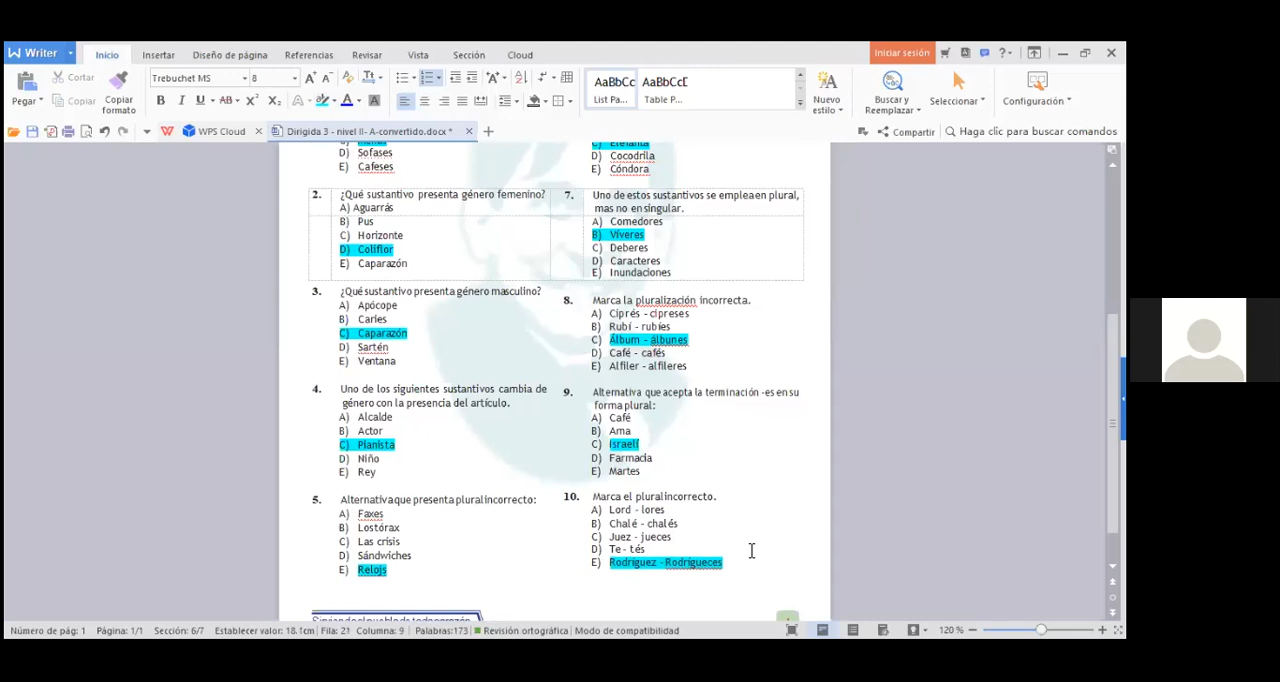 Writer
Inicio
Insertar
Diseño de página
Referencias
Revisar
Vista
Sección
Cloud
Iniciar sesión
Pegar
Cortar
Copiar
Copiar
formato
Trebuchet MS
8
AaBbCc
List Pa...
AaBbCcD
Table P...
Nuevo
estilo
Buscar y
Reemplazar
Seleccionar
Configuración
WPS Cloud
Dirigida 3 - nivel II- A-convertido.docx *
Compartir
Haga clic para buscar comandos
D) Sofases
E) Cafeses
2. ¿Qué sustantivo presenta género femenino?
A) Aguarrás
B) Pus
C) Horizonte
D) Coliflor
E) Caparazón
3. ¿Qué sustantivo presenta género masculino?
A) Apócope
B) Caries
C) Caparazón
D) Sartén
E) Ventana
4. Uno de los siguientes sustantivos cambia de
género con la presencia del artículo.
A) Alcalde
B) Actor
C) Pianista
D) Niño
E) Rey
5. Alternativa que presenta plural incorrecto:
A) Faxes
B) Los tórax
C) Las crisis
D) Sándwiches
E) Relojs
C) Elefanta
D) Cocodrila
E) Cóndora
7. Uno de estos sustantivos se emplea en plural,
mas no en singular.
A) Comedores
B) Víveres
C) Deberes
D) Caracteres
E) Inundaciones
8. Marca la pluralización incorrecta.
A) Ciprés - cipreses
B) Rubí - rubíes
C) Álbum - álbunes
D) Café - cafés
E) Alfiler - alfileres
9. Alternativa que acepta la terminación -es en su
forma plural:
A) Café
B) Ama
C) Israelí
D) Farmacia
E) Martes
10. Marca el plural incorrecto.
A) Lord - lores
B) Chalé - chalés
C) Juez - jueces
D) Te - tés
E) Rodríguez - Rodrígueces
Número de pág: 1
Página: 1/1
Sección: 6/7
Establecer valor: 18.1cm
Fila: 21
Columna: 9
Palabras:173
Revisión ortográfica
Modo de compatibilidad
120 %